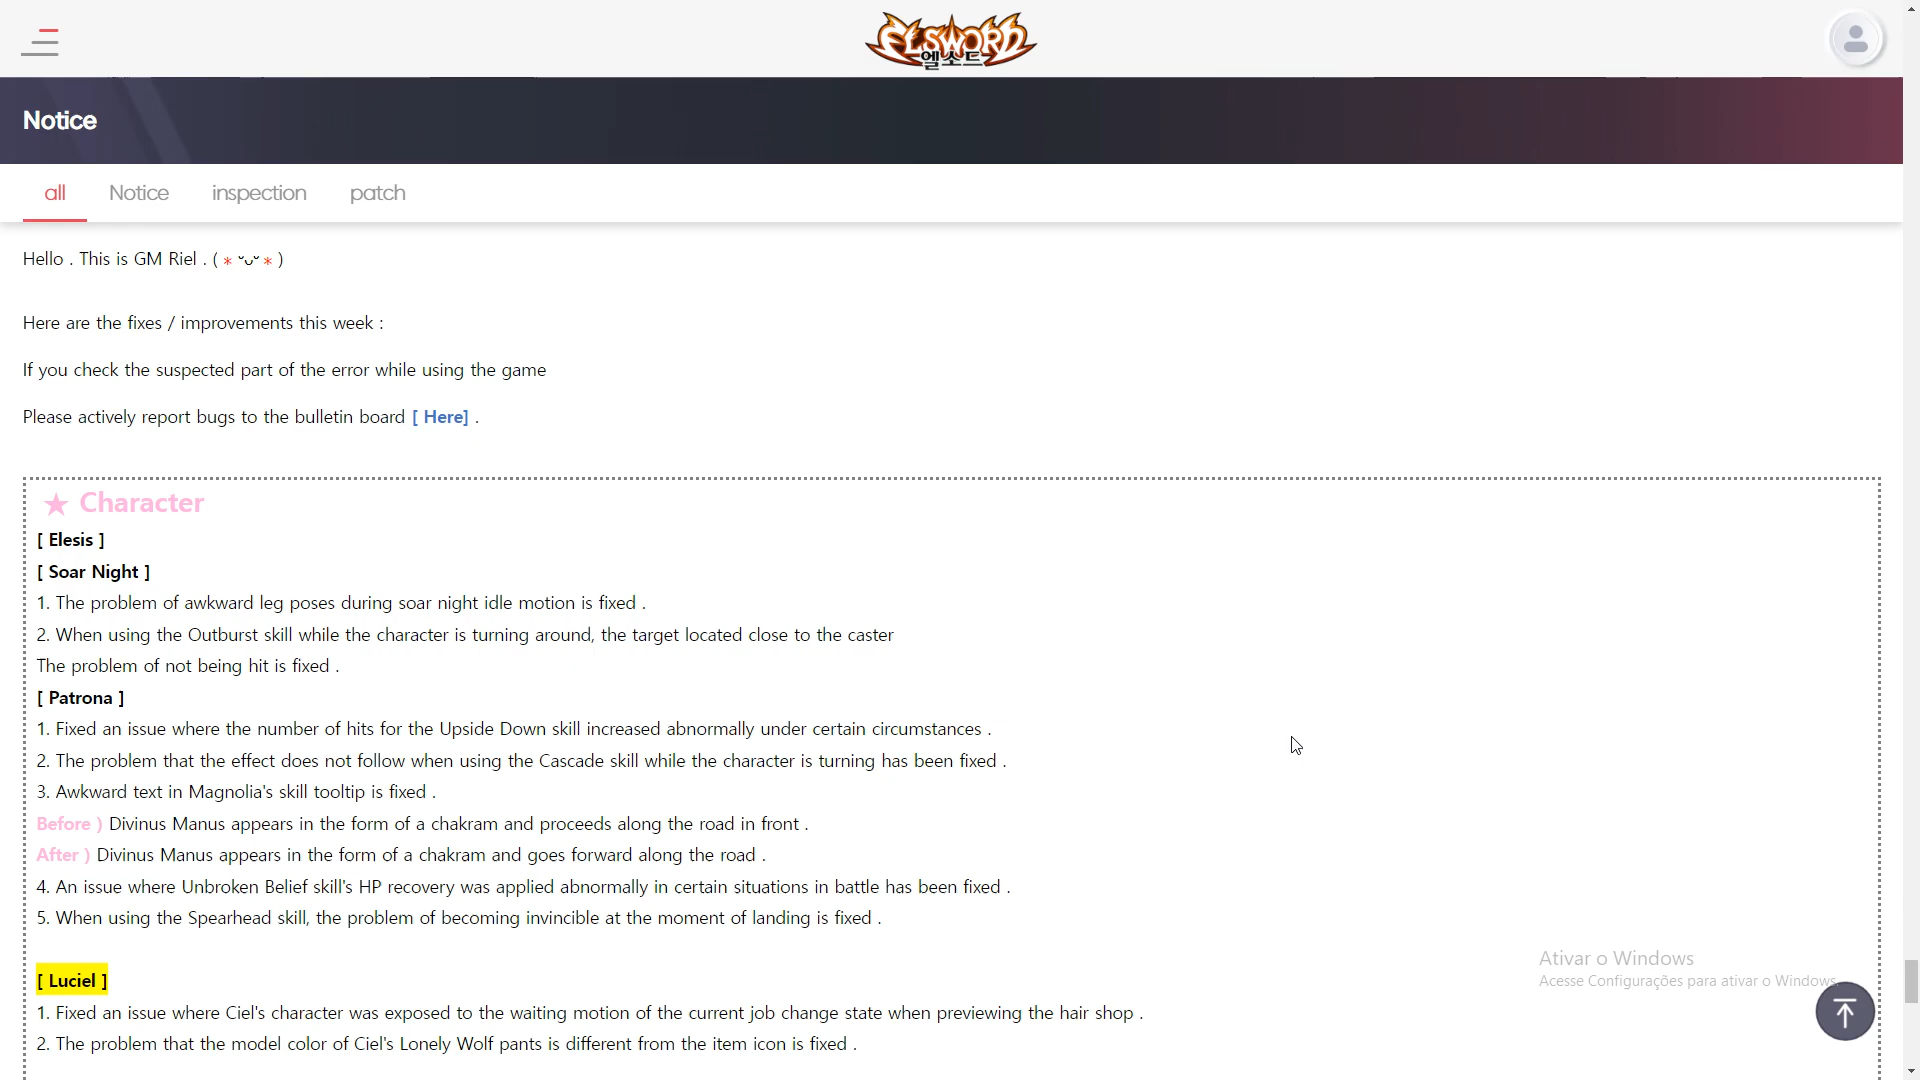 ELSWORD
엘소드
Notice
all
Notice
inspection
patch
Hello . This is GM Riel . ( * ˘ᴗ˘ * )
Here are the fixes / improvements this week :
If you check the suspected part of the error while using the game
Please actively report bugs to the bulletin board [ Here] .
★ Character
[ Elesis ]
[ Soar Night ]
1. The problem of awkward leg poses during soar night idle motion is fixed .
2. When using the Outburst skill while the character is turning around, the target located close to the caster
The problem of not being hit is fixed .
[ Patrona ]
1. Fixed an issue where the number of hits for the Upside Down skill increased abnormally under certain circumstances .
2. The problem that the effect does not follow when using the Cascade skill while the character is turning has been fixed .
3. Awkward text in Magnolia's skill tooltip is fixed .
Before ) Divinus Manus appears in the form of a chakram and proceeds along the road in front .
After ) Divinus Manus appears in the form of a chakram and goes forward along the road .
4. An issue where Unbroken Belief skill's HP recovery was applied abnormally in certain situations in battle has been fixed .
5. When using the Spearhead skill, the problem of becoming invincible at the moment of landing is fixed .
[ Luciel ]
1. Fixed an issue where Ciel's character was exposed to the waiting motion of the current job change state when previewing the hair shop .
2. The problem that the model color of Ciel's Lonely Wolf pants is different from the item icon is fixed .
Ativar o Windows
Acesse Configurações para ativar o Windows.